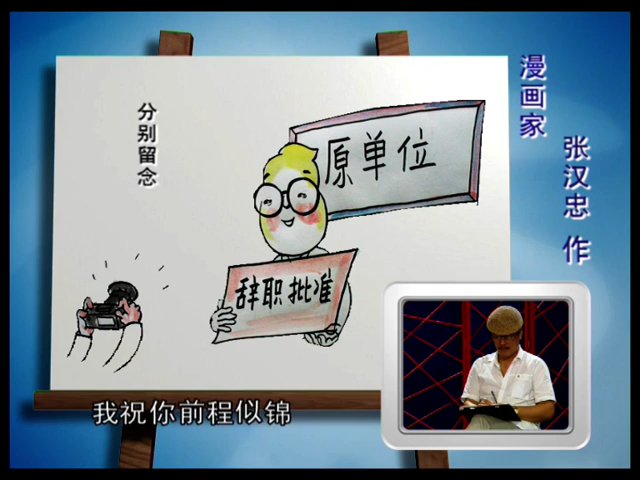 漫画家
张汉忠 作
分别留念
原单位
辞职批准
我祝你前程似锦